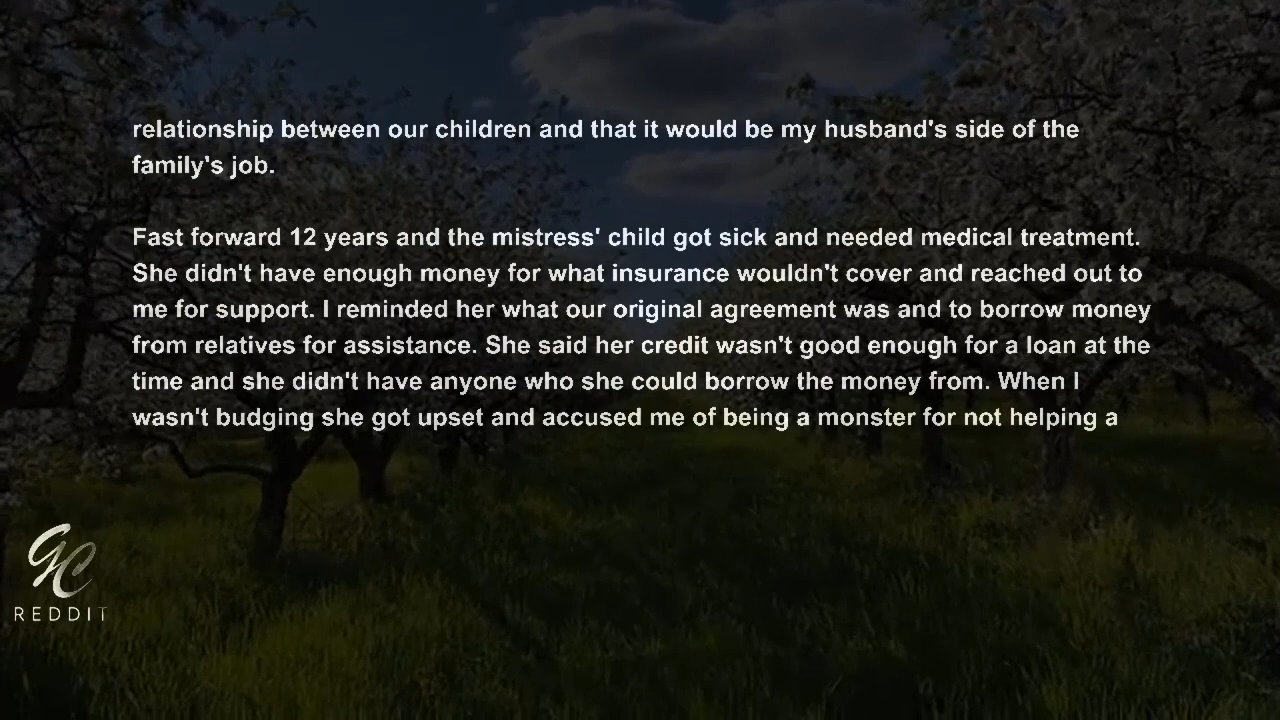 relationship between our children and that it would be my husband's side of the
family's job.
Fast forward 12 years and the mistress' child got sick and needed medical treatment.
She didn't have enough money for what insurance wouldn't cover and reached out to
me for support. I reminded her what our original agreement was and to borrow money
from relatives for assistance. She said her credit wasn't good enough for a loan at the
time and she didn't have anyone who she could borrow the money from. When I
wasn't budging she got upset and accused me of being a monster for not helping a
REDDIT